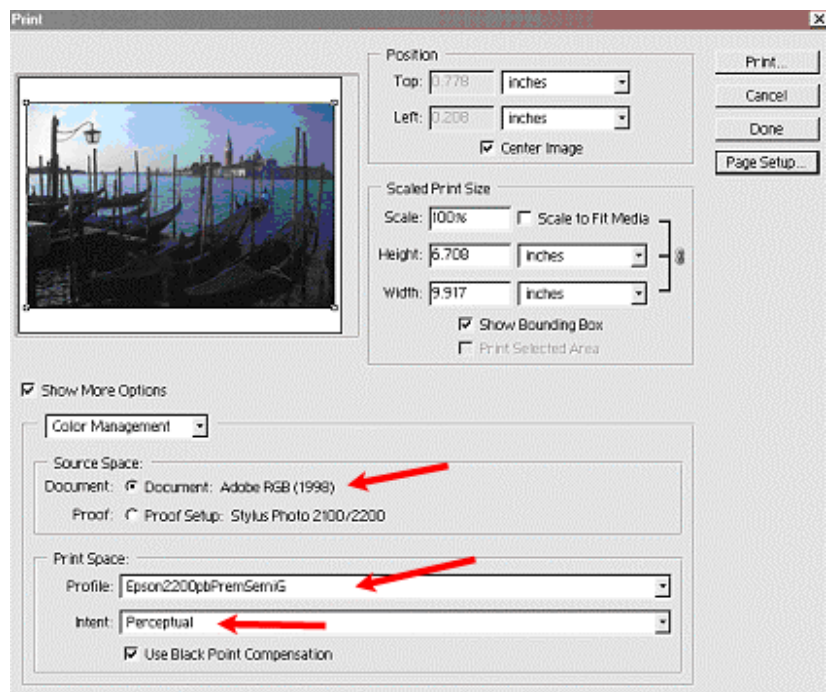 Print
Position
Top: 0.778 inches
Left: 0.208 inches
Center Image
Print...
Cancel
Done
Page Setup...
Scaled Print Size
Scale: 100% Scale to Fit Media
Height: 6.708 inches
Width: 9.917 inches
Show Bounding Box
Print Selected Area
Show More Options
Color Management
Source Space:
Document: Document: Adobe RGB (1998)
Proof: Proof Setup: Stylus Photo 2100/2200
Print Space:
Profile: Epson2200pbPremSemiG
Intent: Perceptual
Use Black Point Compensation